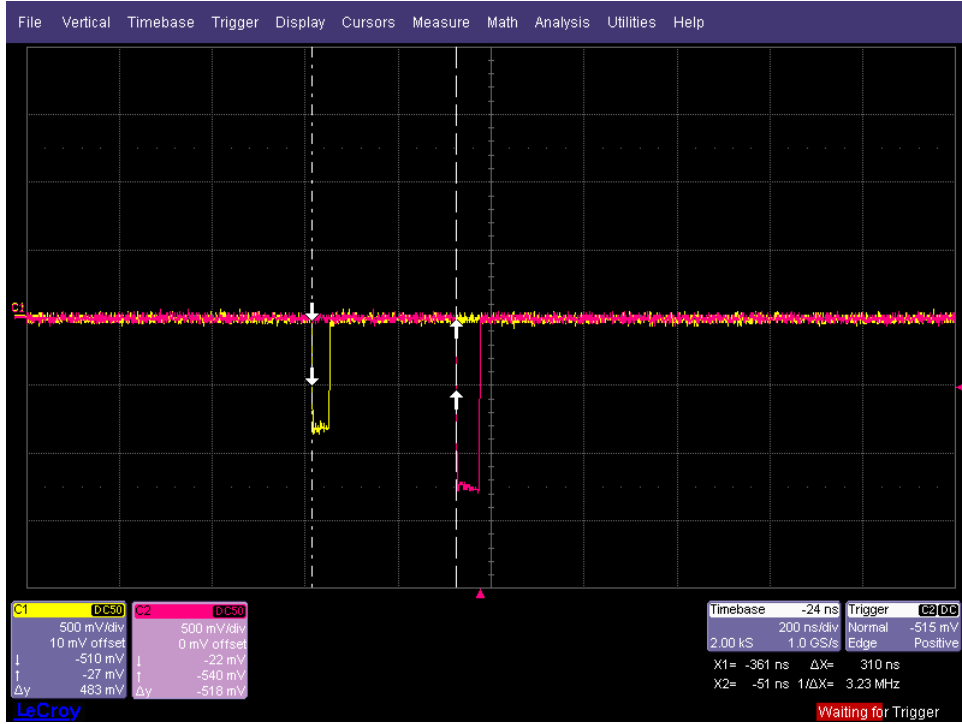 File Vertical Timebase Trigger Display Cursors Measure Math Analysis Utilities Help
C1
C1 DC50
500 mV/div
10 mV offset
↓ -510 mV
↑ -27 mV
Δy 483 mV
C2 DC50
500 mV/div
0 mV offset
↓ -22 mV
↑ -540 mV
Δy -518 mV
Timebase -24 ns
200 ns/div
2.00 kS 1.0 GS/s
Trigger C2 DC
Normal -515 mV
Edge Positive
X1= -361 ns ΔX= 310 ns
X2= -51 ns 1/ΔX= 3.23 MHz
LeCroy
Waiting for Trigger